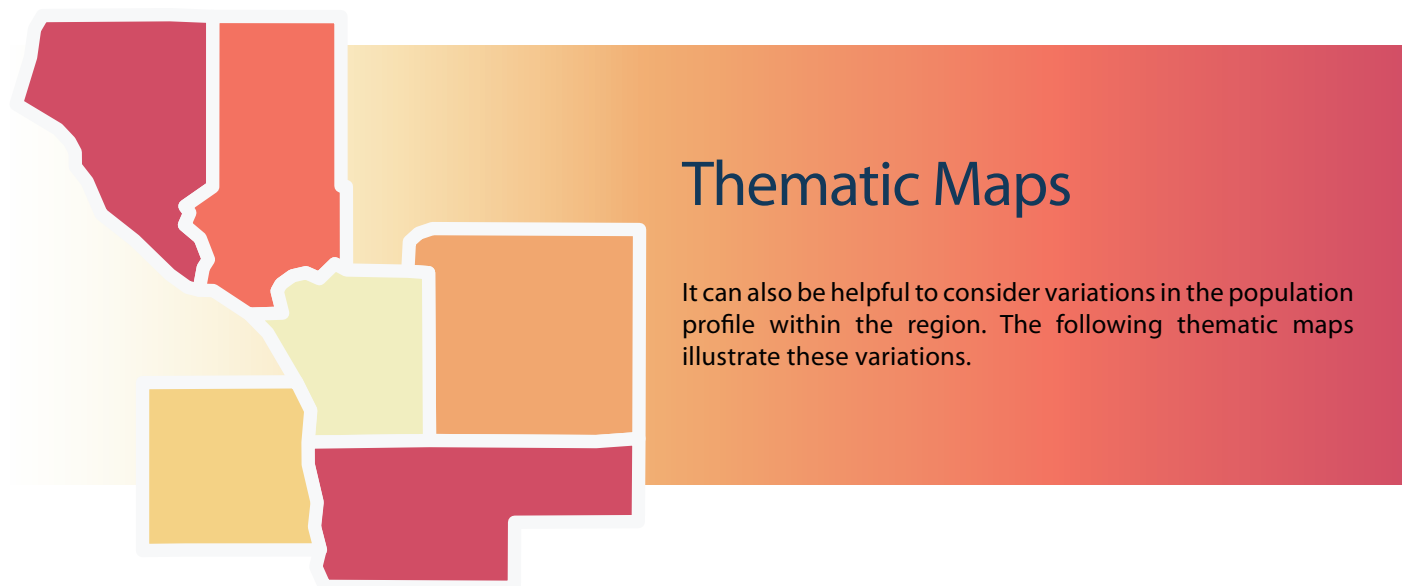 Thematic Maps
It can also be helpful to consider variations in the population
profile within the region. The following thematic maps
illustrate these variations.